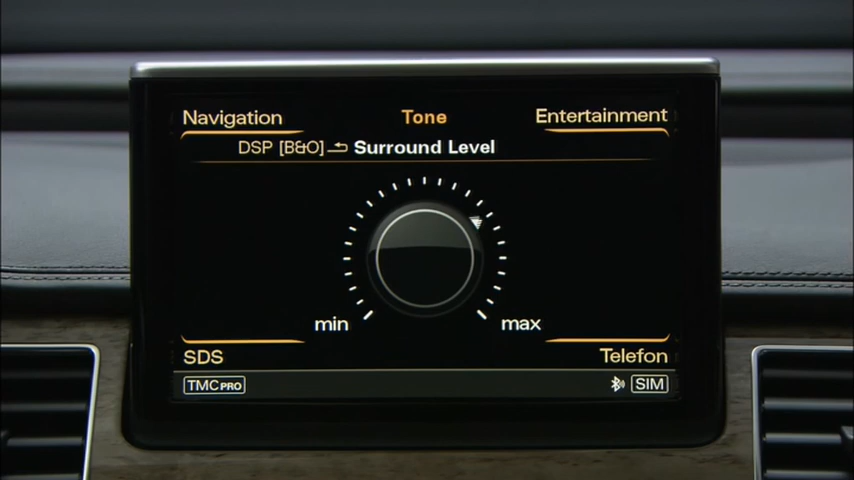 Navigation Tone Entertainment
DSP [B&O] Surround Level
min max
SDS Telefon
TMC PRO SIM